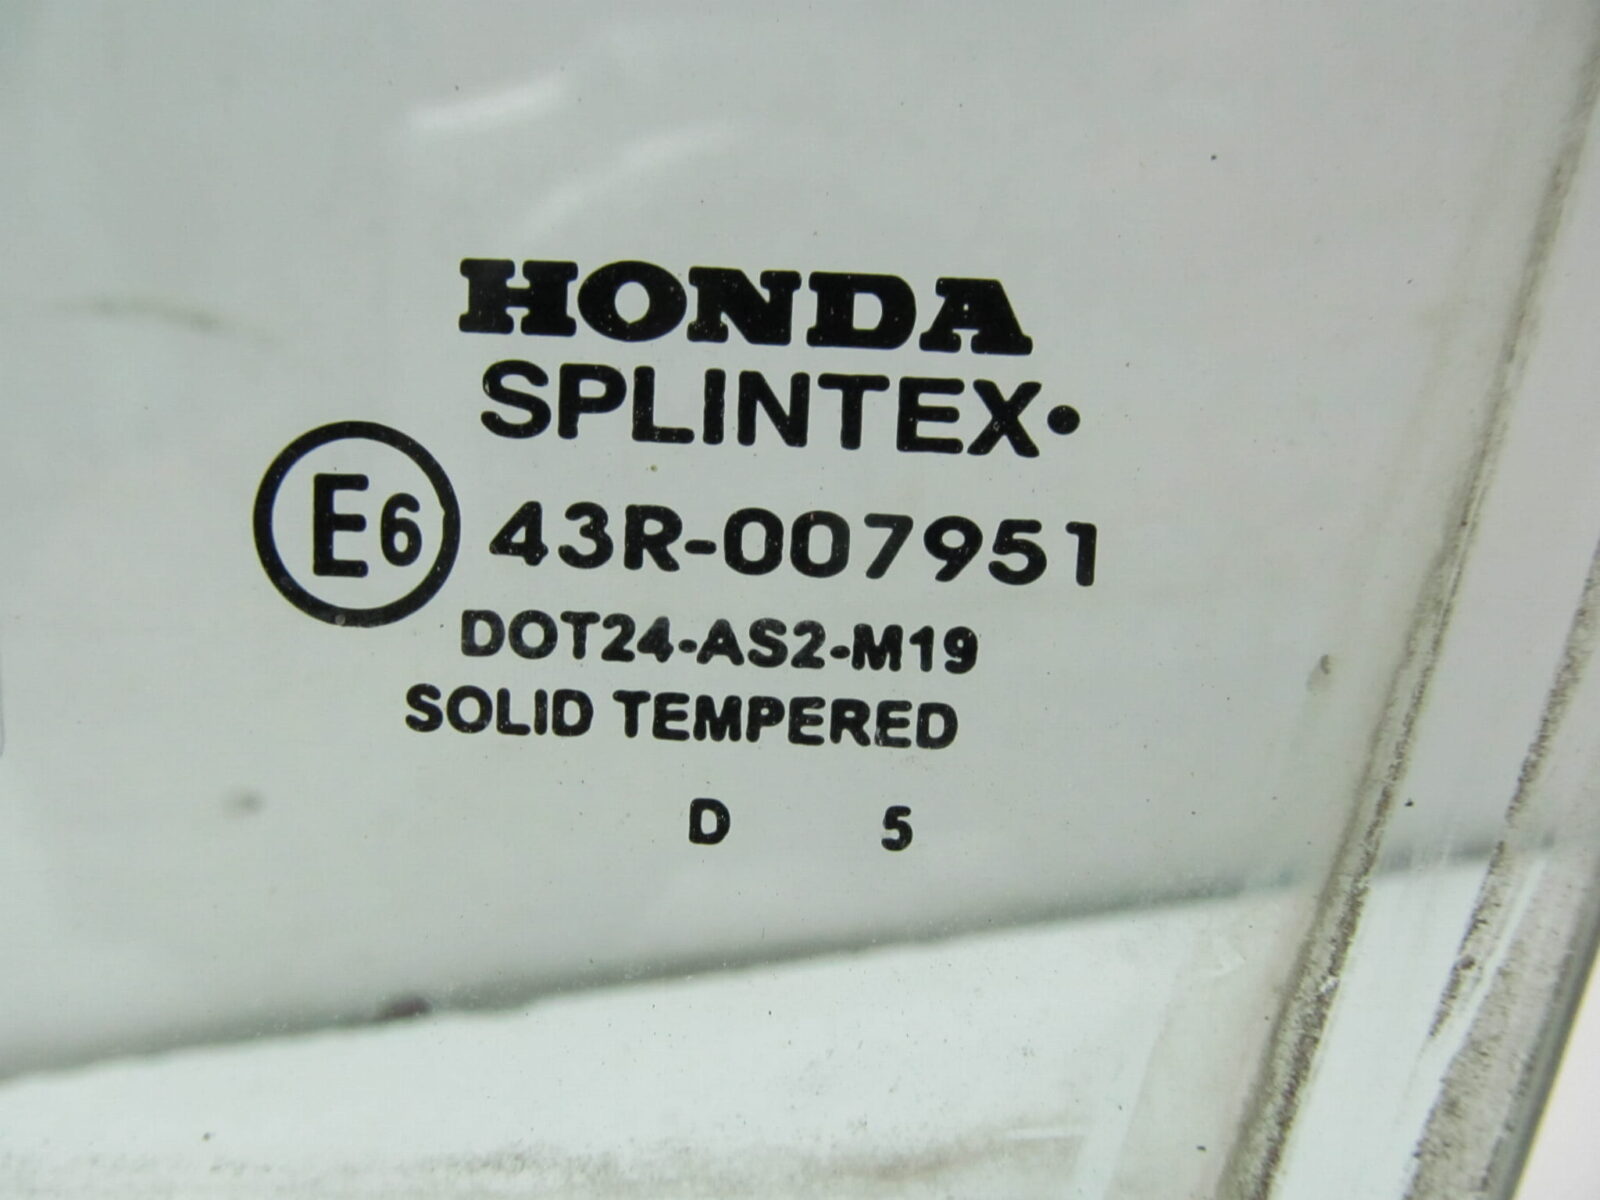 HONDA
SPLINTEX•
E6 43R-007951
DOT24-AS2-M19
SOLID TEMPERED
D 5